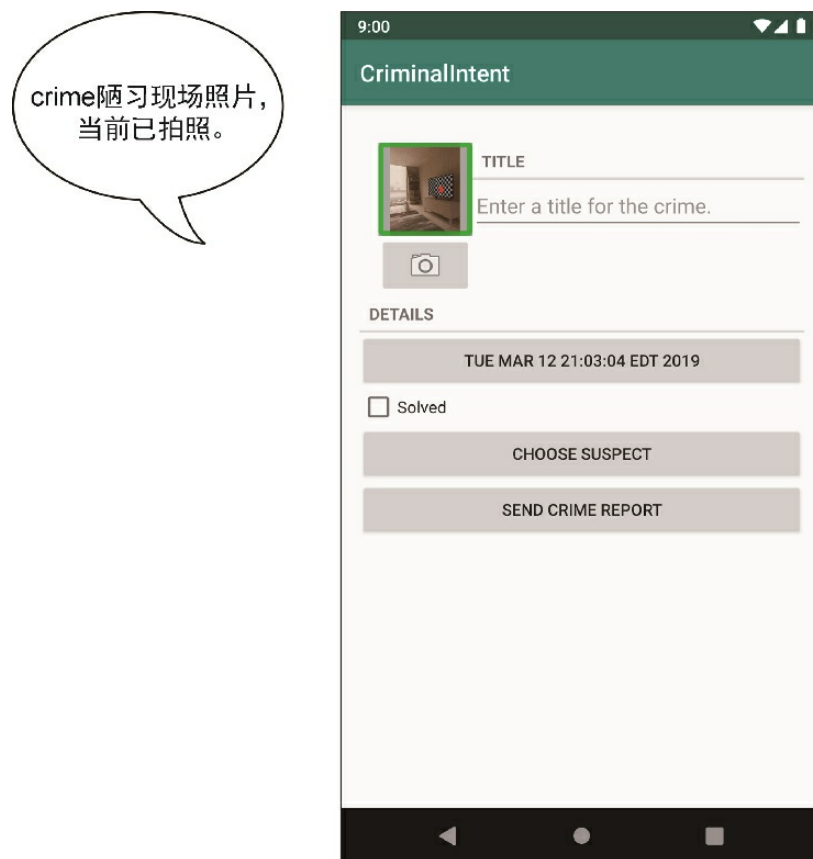 crime陋习现场照片，
当前已拍照。
9:00
CriminalIntent
TITLE
Enter a title for the crime.
DETAILS
TUE MAR 12 21:03:04 EDT 2019
Solved
CHOOSE SUSPECT
SEND CRIME REPORT